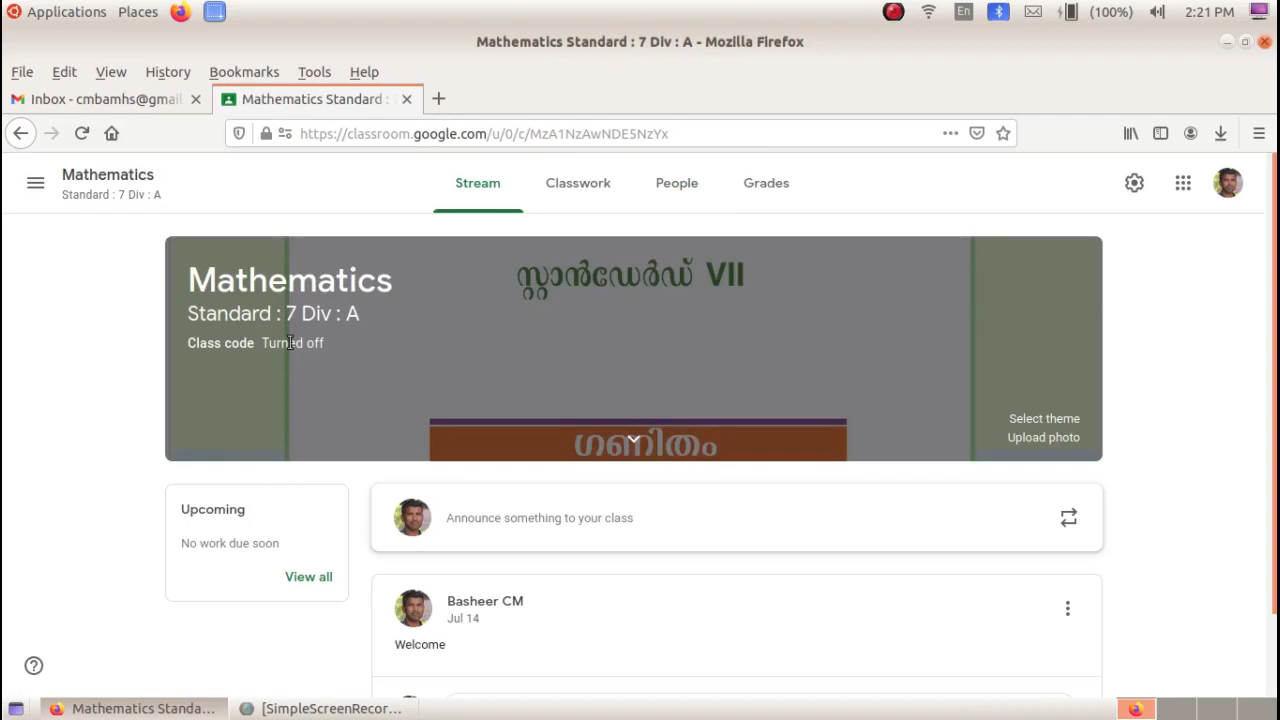 Applications Places En (100%) 2:21 PM
Mathematics Standard : 7 Div : A - Mozilla Firefox
File Edit View History Bookmarks Tools Help
Inbox - cmbamhs@gmail Mathematics Standard :
https://classroom.google.com/u/0/c/MzA1NzAwNDE5NzYx
Mathematics
Standard : 7 Div : A
Stream Classwork People Grades
സ്റ്റാൻഡേർഡ് VII
Mathematics
Standard : 7 Div : A
Class code Turned off
Select theme
Upload photo
ഗണിതം
Upcoming
No work due soon
View all
Announce something to your class
Basheer CM
Jul 14
Welcome
Mathematics Standa... [SimpleScreenRecor...